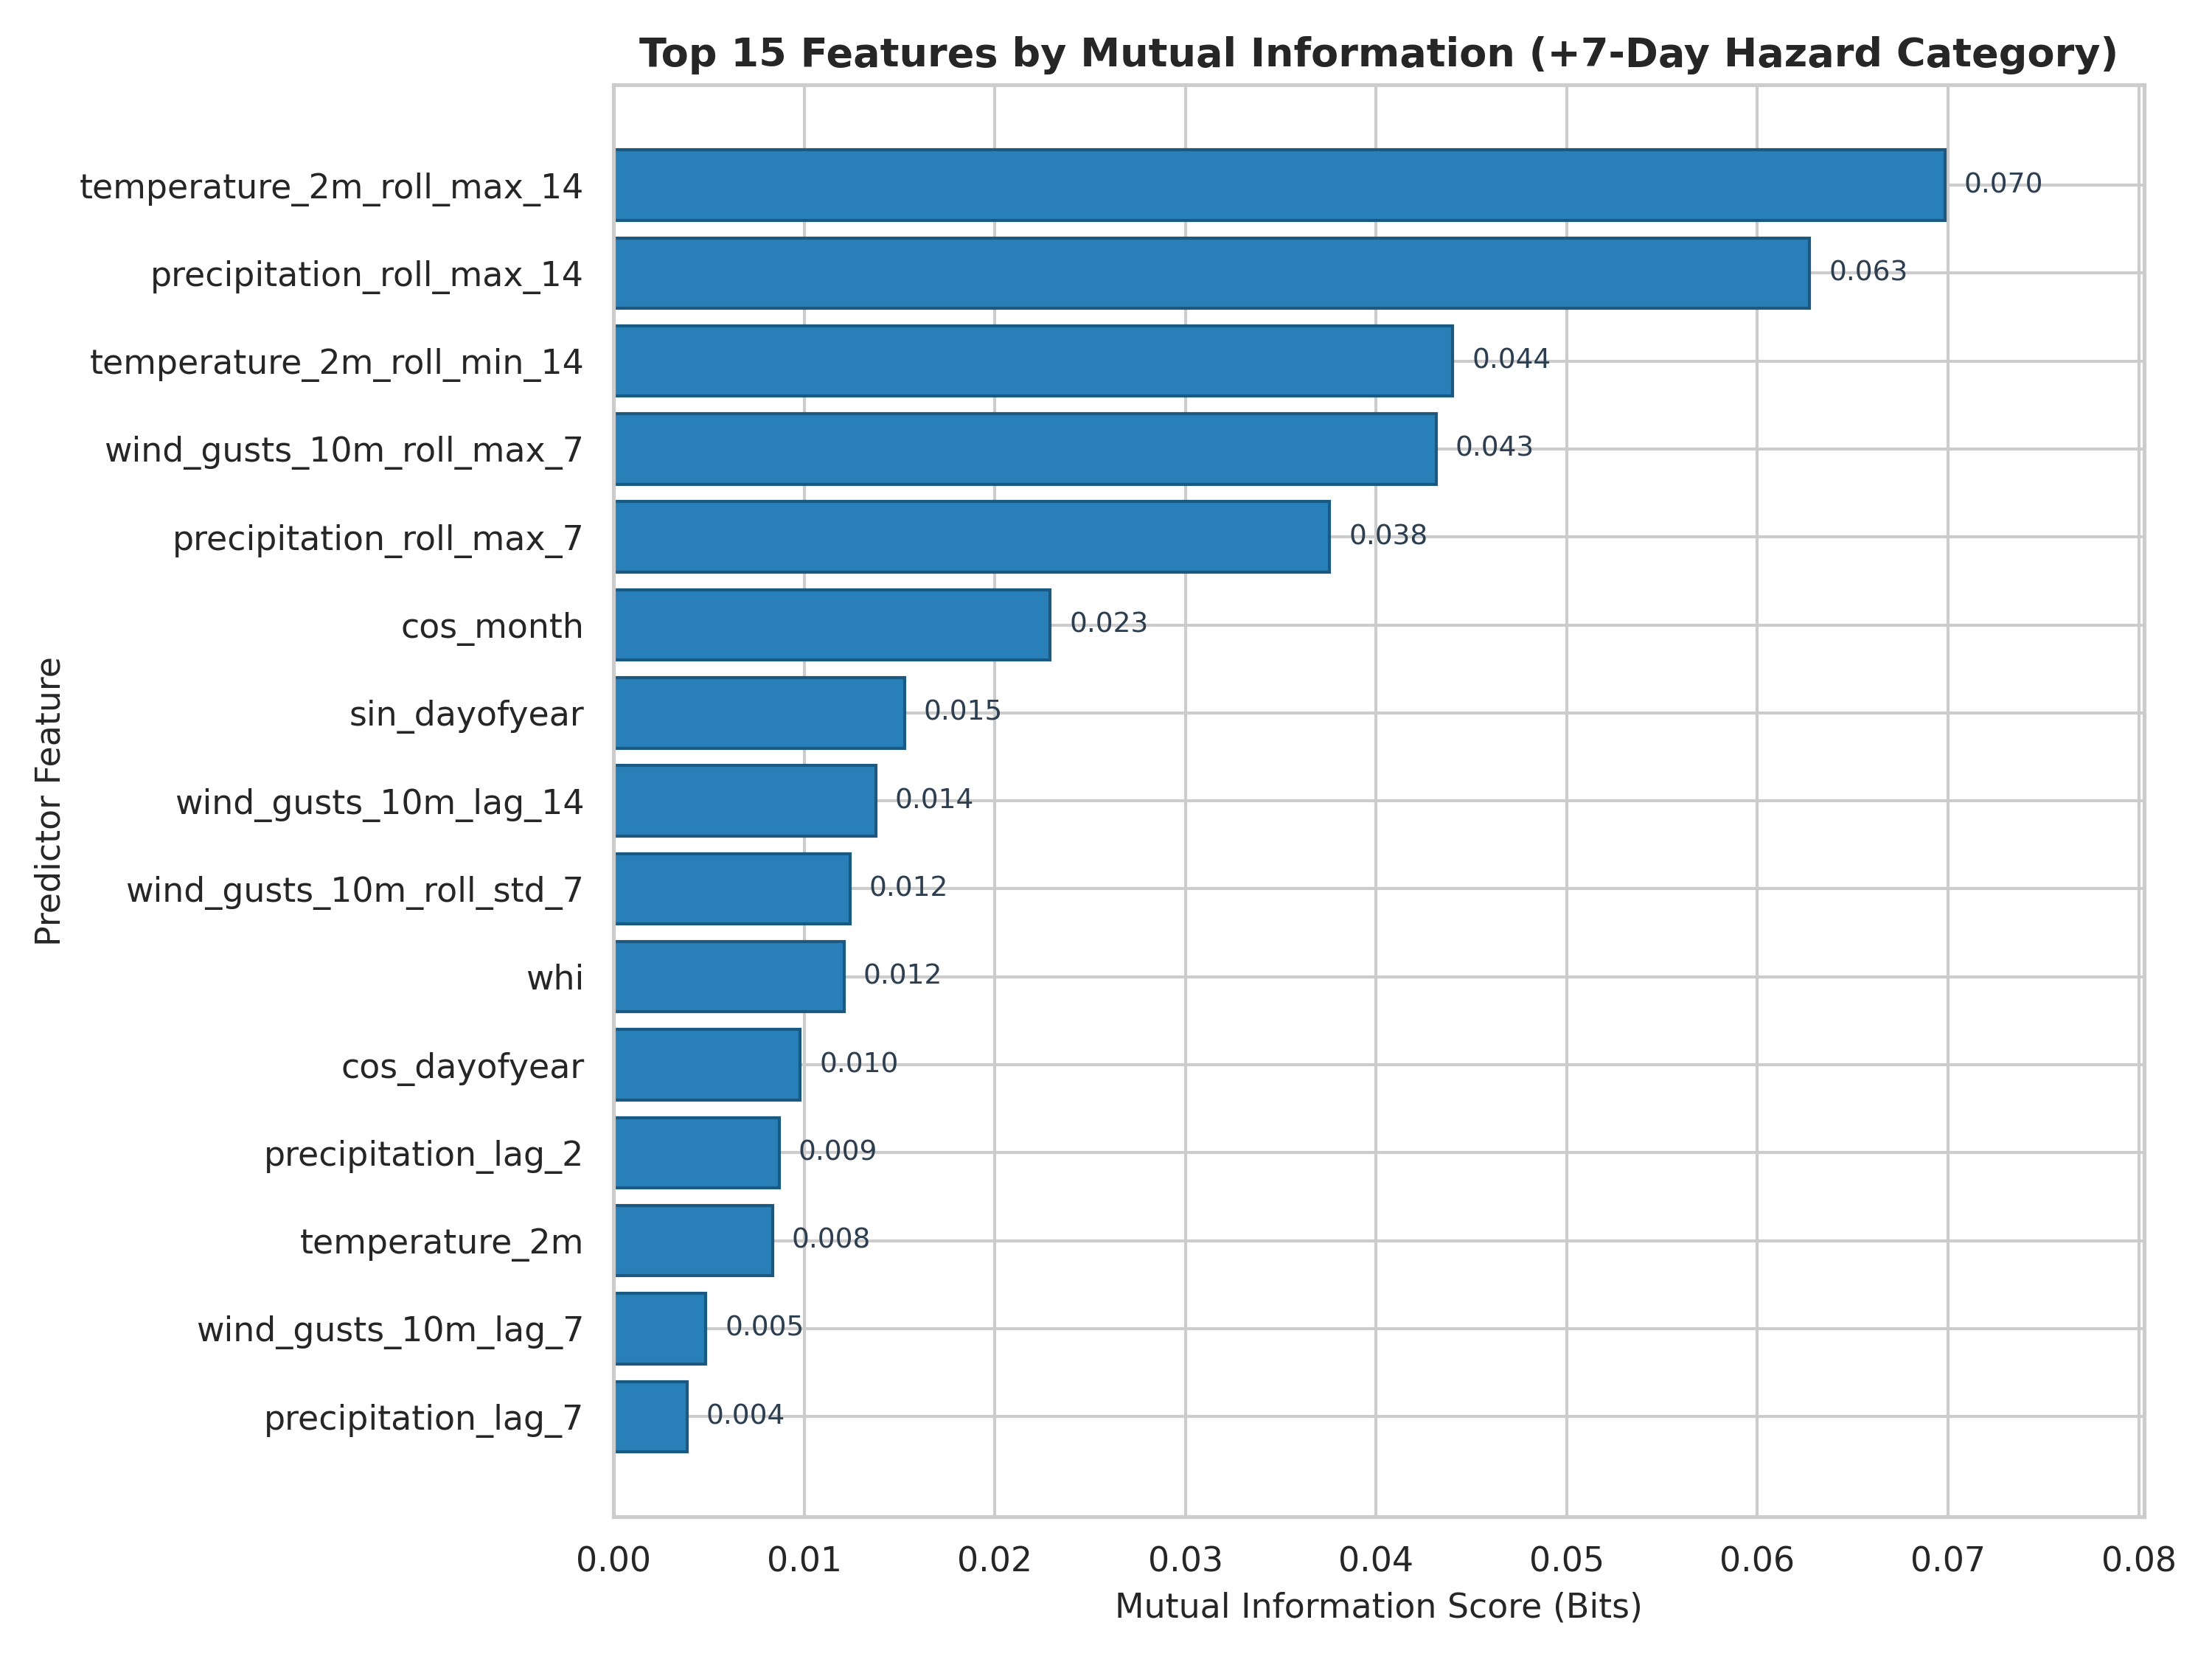 Top 15 Features by Mutual Information (+7-Day Hazard Category)
Predictor Feature
temperature_2m_roll_max_14 0.070
precipitation_roll_max_14 0.063
temperature_2m_roll_min_14 0.044
wind_gusts_10m_roll_max_7 0.043
precipitation_roll_max_7 0.038
cos_month 0.023
sin_dayofyear 0.015
wind_gusts_10m_lag_14 0.014
wind_gusts_10m_roll_std_7 0.012
whi 0.012
cos_dayofyear 0.010
precipitation_lag_2 0.009
temperature_2m 0.008
wind_gusts_10m_lag_7 0.005
precipitation_lag_7 0.004
0.00 0.01 0.02 0.03 0.04 0.05 0.06 0.07 0.08
Mutual Information Score (Bits)